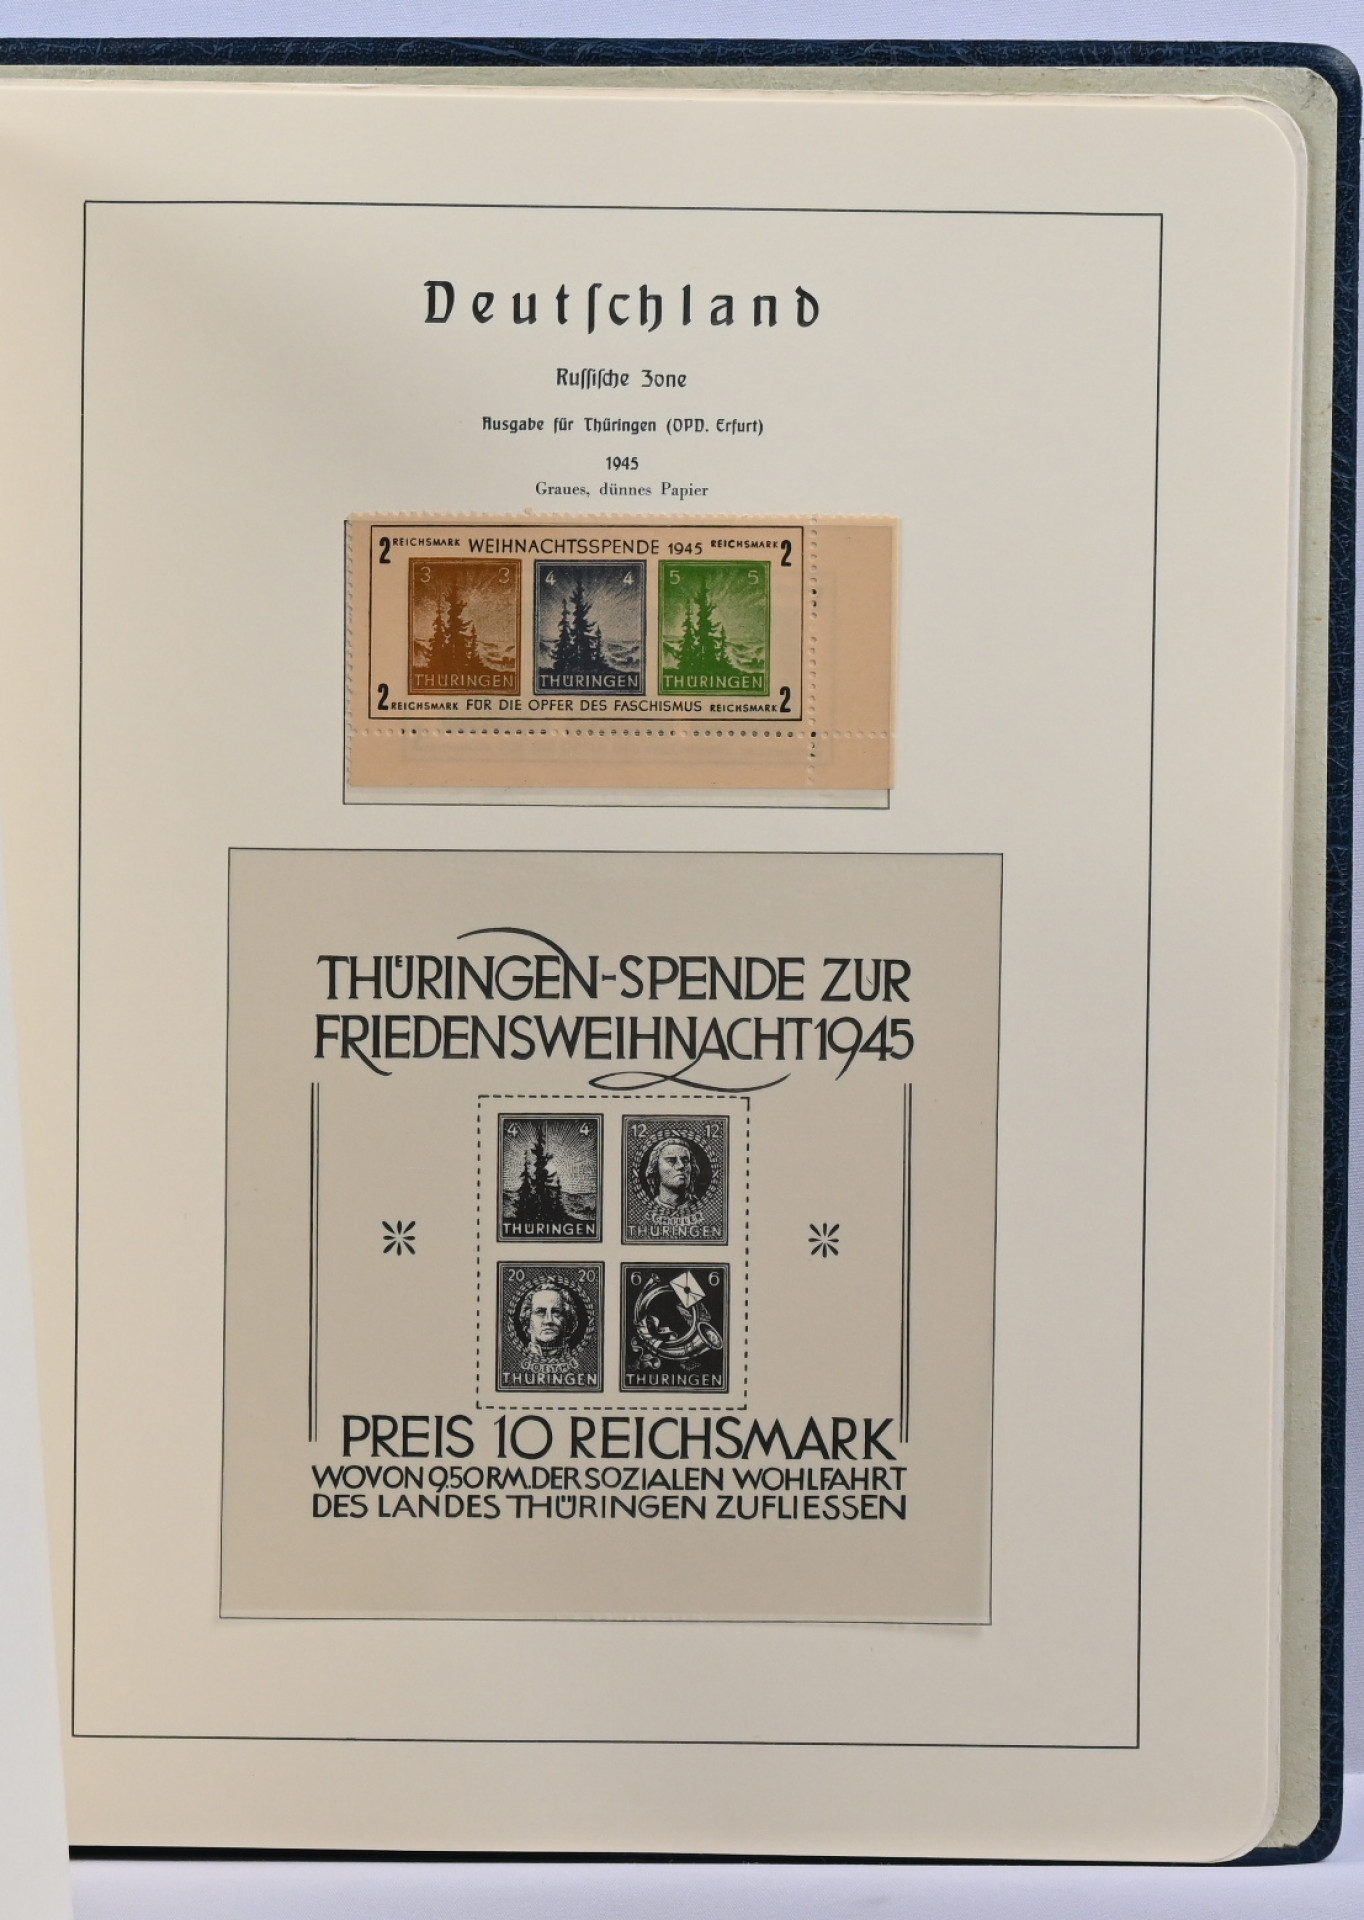 Deutſchland
Ruſſiſche Zone
Ausgabe für Thüringen (OPD. Erfurt)
1945
Graues, dünnes Papier
2 REICHSMARK WEIHNACHTSSPENDE 1945 REICHSMARK 2
3 3 4 4 5 5
THÜRINGEN THÜRINGEN THÜRINGEN
2 REICHSMARK FÜR DIE OPFER DES FASCHISMUS REICHSMARK 2
THÜRINGEN-SPENDE ZUR
FRIEDENSWEIHNACHT 1945
4 4 12 12
SCHILLER
THÜRINGEN THÜRINGEN
20 20 6 6
GOETHE
THÜRINGEN THÜRINGEN
PREIS 10 REICHSMARK
WOVON 9.50 RM. DER SOZIALEN WOHLFAHRT
DES LANDES THÜRINGEN ZUFLIESSEN